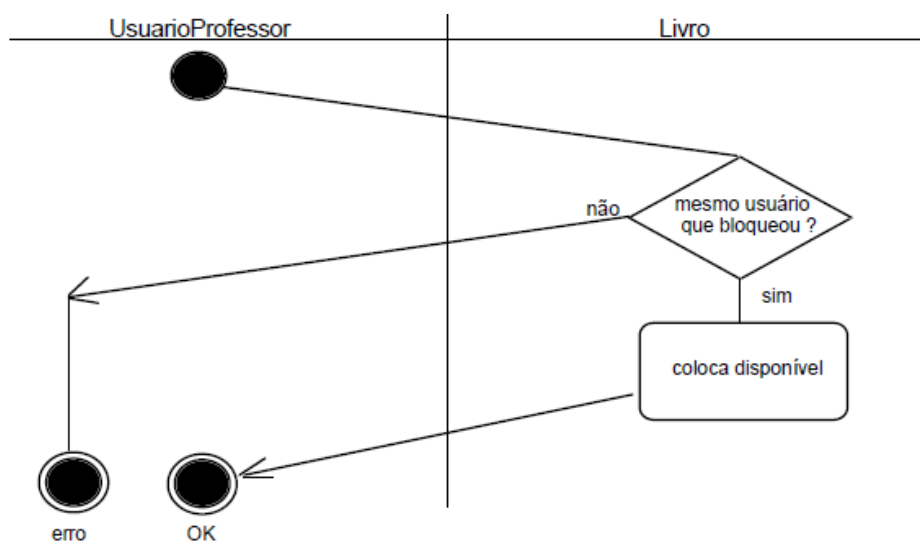 UsuarioProfessor
Livro
não
mesmo usuário
que bloqueou ?
sim
coloca disponível
erro
OK